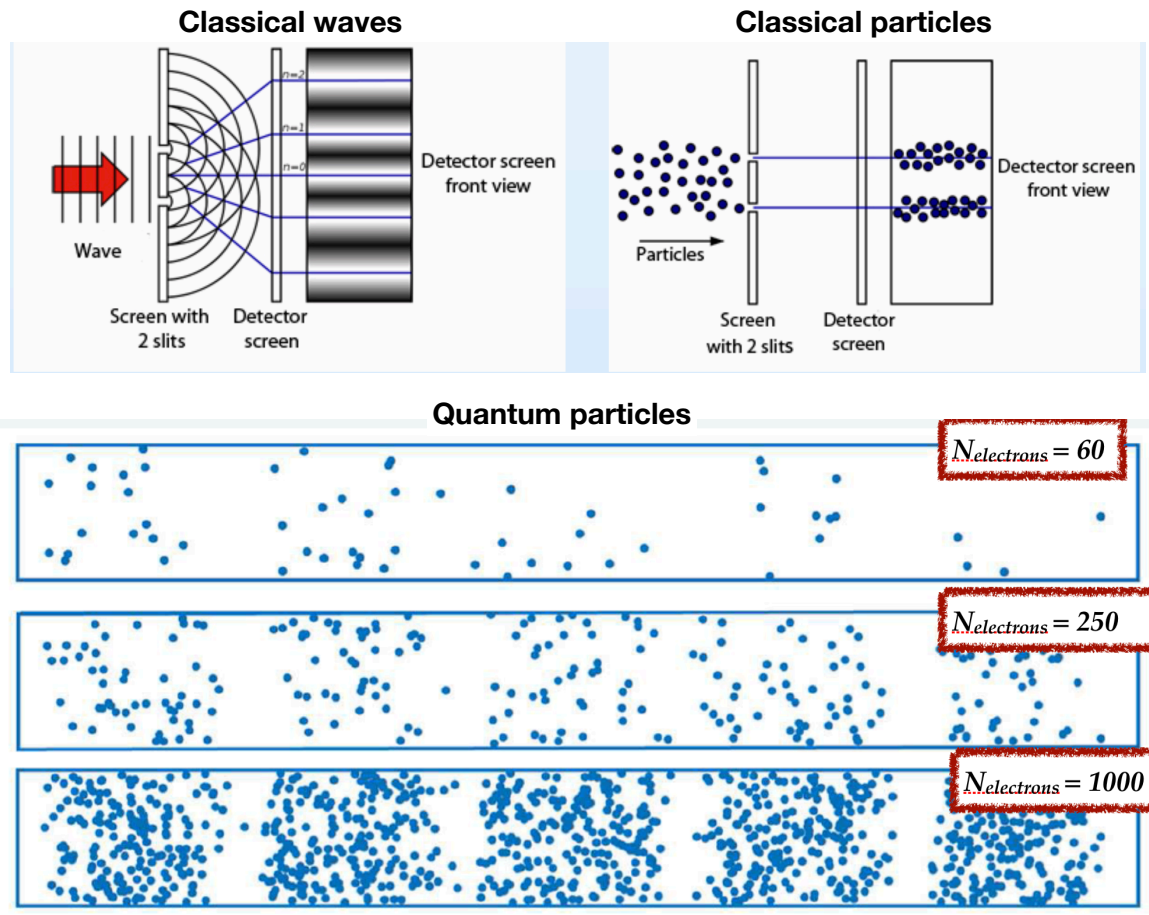 Classical waves
n=2
n=1
n=0
Detector screen
front view
Wave
Screen with
2 slits
Detector
screen
Classical particles
Dectector screen
front view
Particles
Screen
with 2 slits
Detector
screen
Quantum particles
Nelectrons = 60
Nelectrons = 250
Nelectrons = 1000